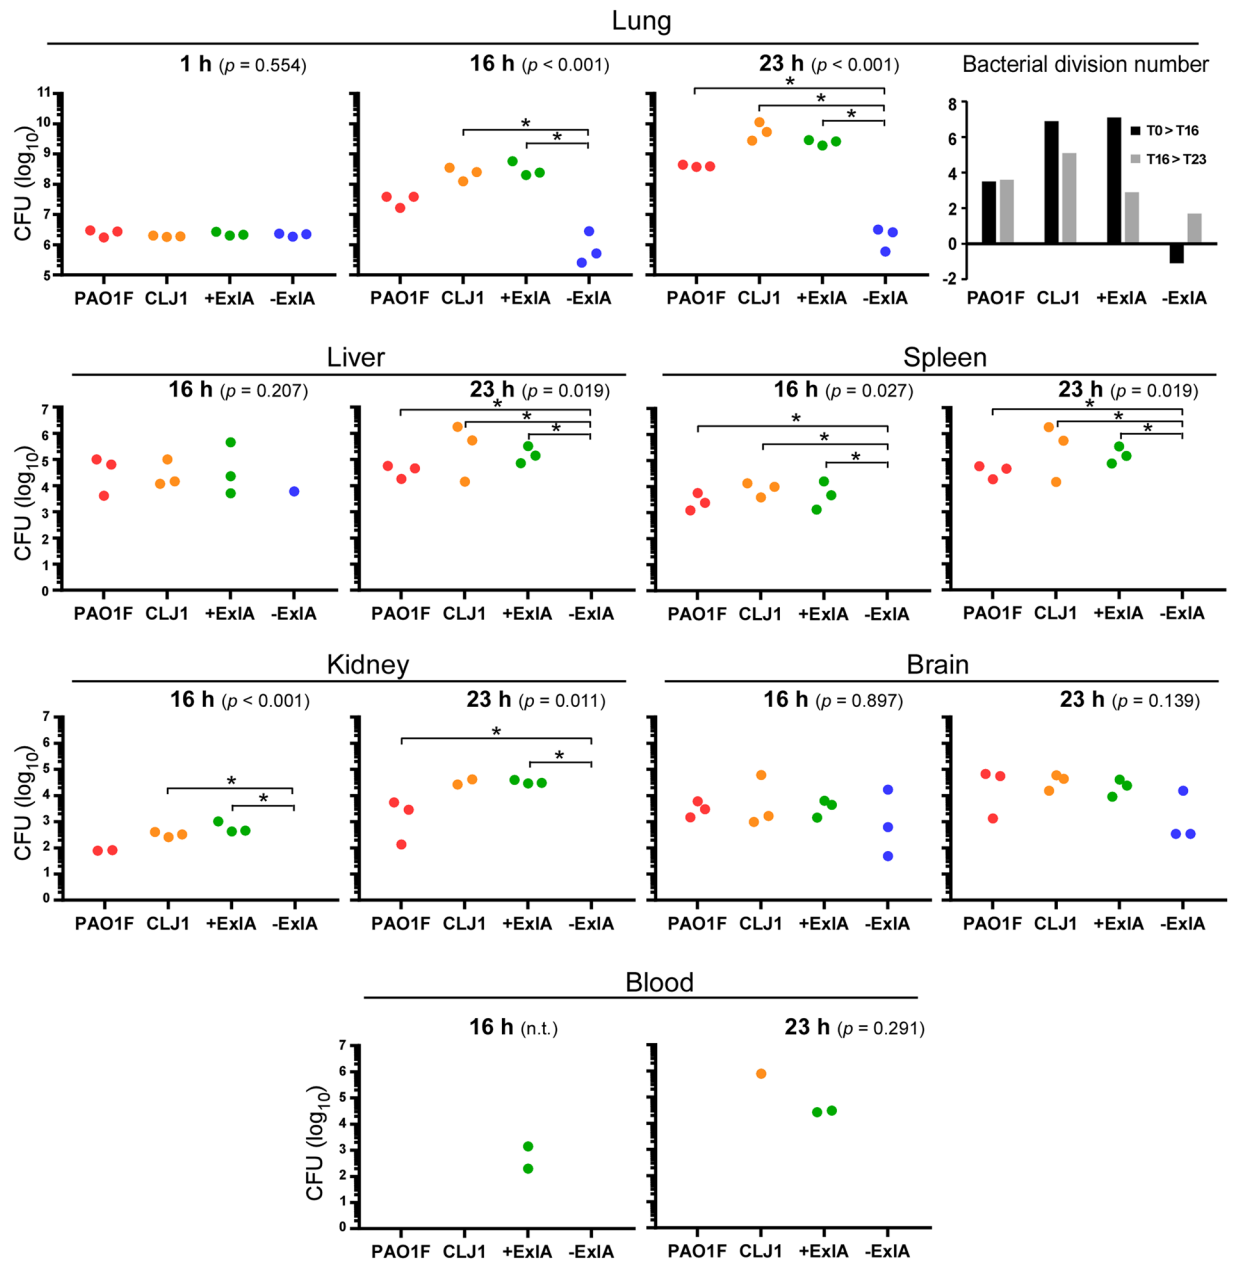 Lung
1 h (p = 0.554)
16 h (p < 0.001)
23 h (p < 0.001)
Bacterial division number
CFU (log10)
11
10
9
8
7
6
5
* *
* * *
8
6
4
2
0
-2
T0 > T16
T16 > T23
PAO1F CLJ1 +ExlA -ExlA
PAO1F CLJ1 +ExlA -ExlA
PAO1F CLJ1 +ExlA -ExlA
PAO1F CLJ1 +ExlA -ExlA
Liver
Spleen
16 h (p = 0.207)
23 h (p = 0.019)
16 h (p = 0.027)
23 h (p = 0.019)
CFU (log10)
7
6
5
4
3
2
1
0
* * *
* * *
* * *
PAO1F CLJ1 +ExlA -ExlA
PAO1F CLJ1 +ExlA -ExlA
PAO1F CLJ1 +ExlA -ExlA
PAO1F CLJ1 +ExlA -ExlA
Kidney
Brain
16 h (p < 0.001)
23 h (p = 0.011)
16 h (p = 0.897)
23 h (p = 0.139)
CFU (log10)
7
6
5
4
3
2
1
0
* *
* *
PAO1F CLJ1 +ExlA -ExlA
PAO1F CLJ1 +ExlA -ExlA
PAO1F CLJ1 +ExlA -ExlA
PAO1F CLJ1 +ExlA -ExlA
Blood
16 h (n.t.)
23 h (p = 0.291)
CFU (log10)
7
6
5
4
3
2
1
0
PAO1F CLJ1 +ExlA -ExlA
PAO1F CLJ1 +ExlA -ExlA